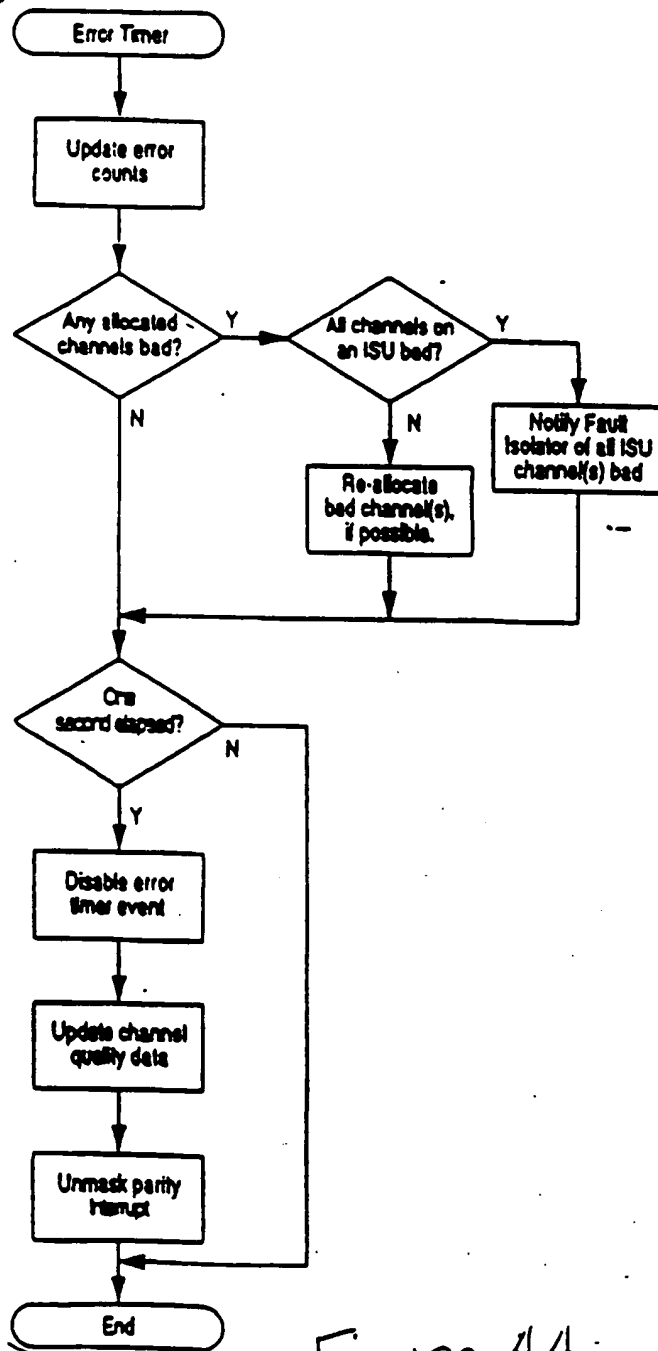 Error Timer
Update error
counts
Any allocated
channels bad?
Y
All channels on
an ISU bad?
Y
N
N
Notify Fault
Isolator of all ISU
channel(s) bad
Re-allocate
bad channel(s),
if possible.
One
second elapsed?
N
Y
Disable error
timer event
Update channel
quality data
Unmask parity
Interrupt
End
Figure 44